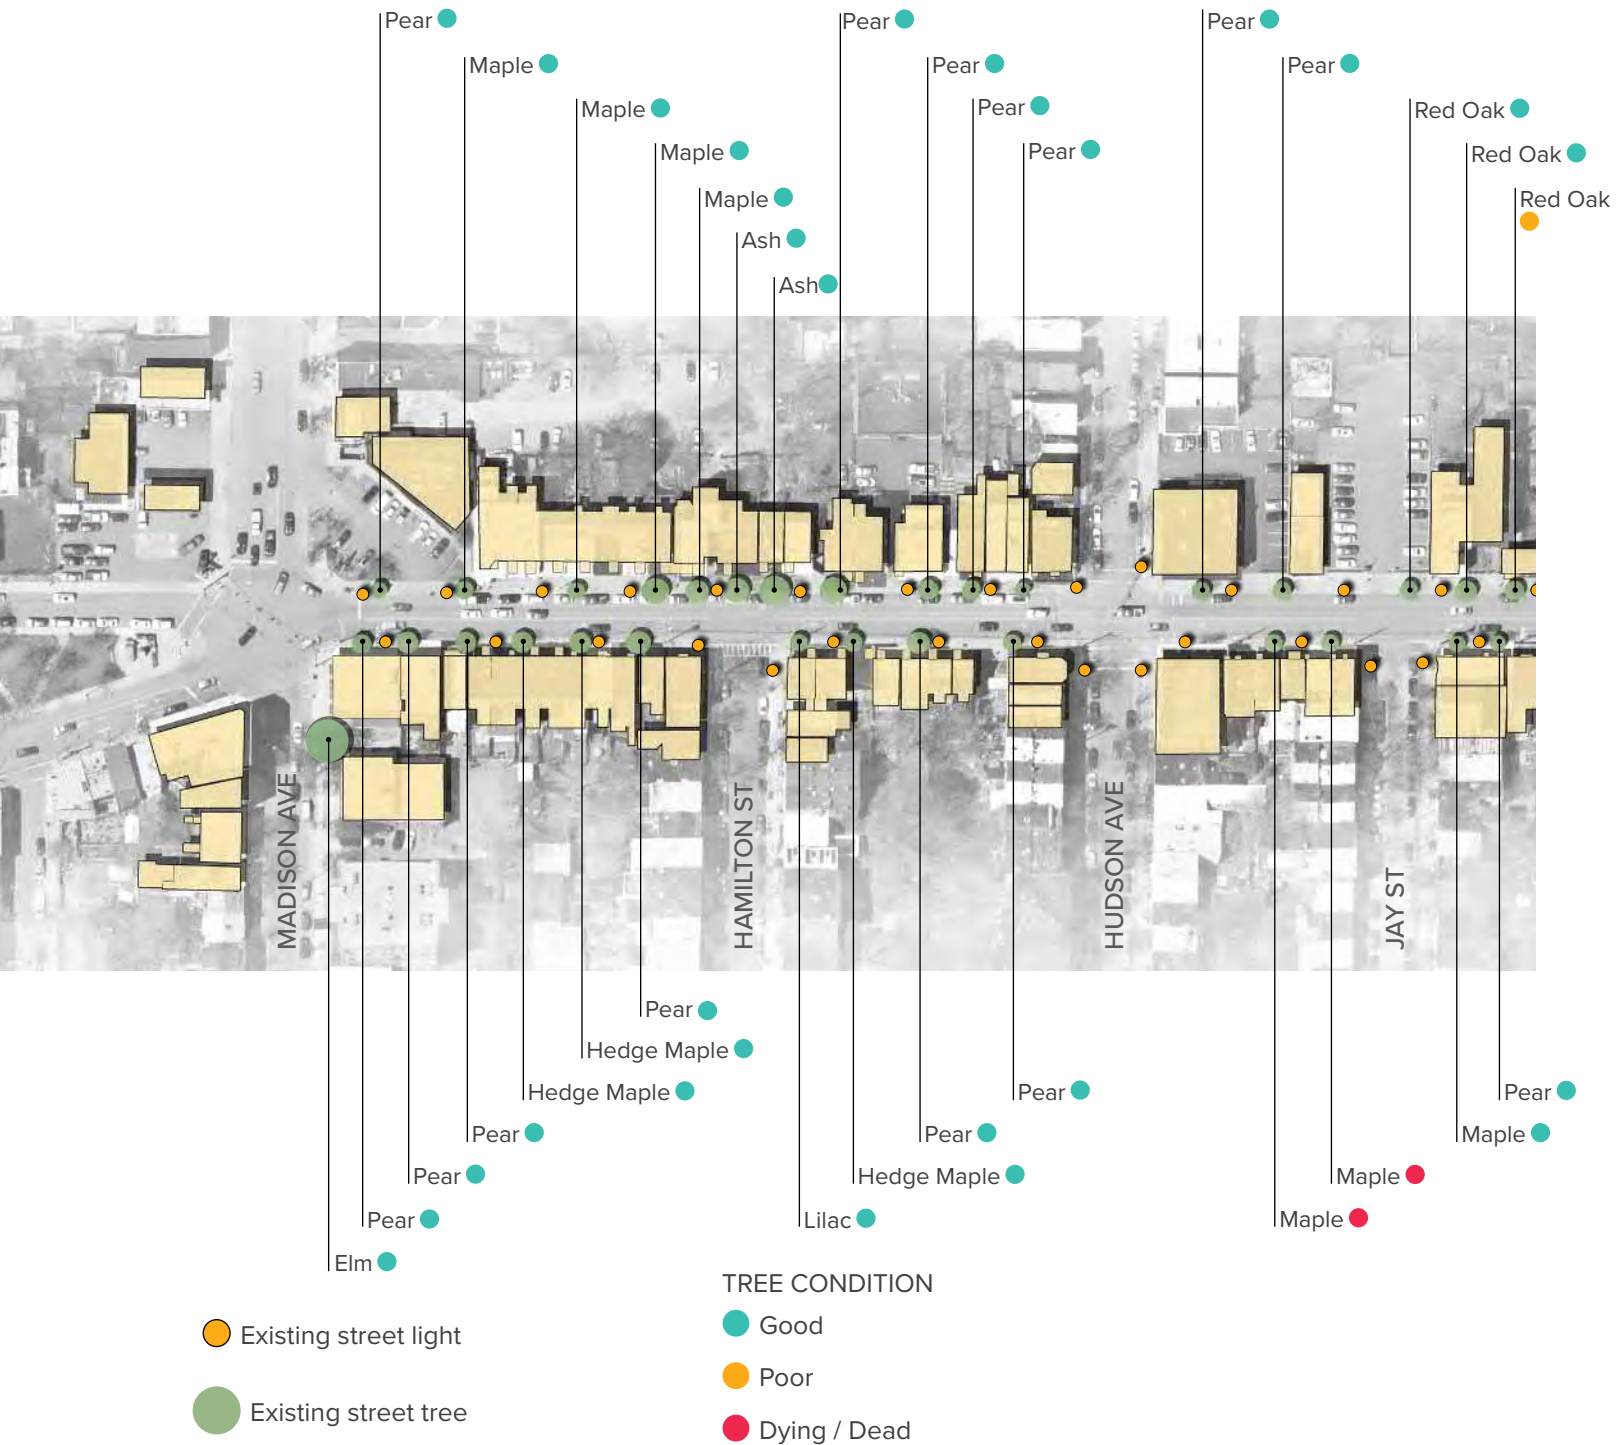 Pear
Pear
Pear
Maple
Pear
Pear
Maple
Pear
Red Oak
Maple
Pear
Red Oak
Maple
Red Oak
Ash
Ash
MADISON AVE
HAMILTON ST
HUDSON AVE
JAY ST
Pear
Hedge Maple
Hedge Maple
Pear
Pear
Pear
Pear
Maple
Pear
Hedge Maple
Maple
Pear
Lilac
Maple
Elm
TREE CONDITION
Existing street light
Good
Poor
Existing street tree
Dying / Dead